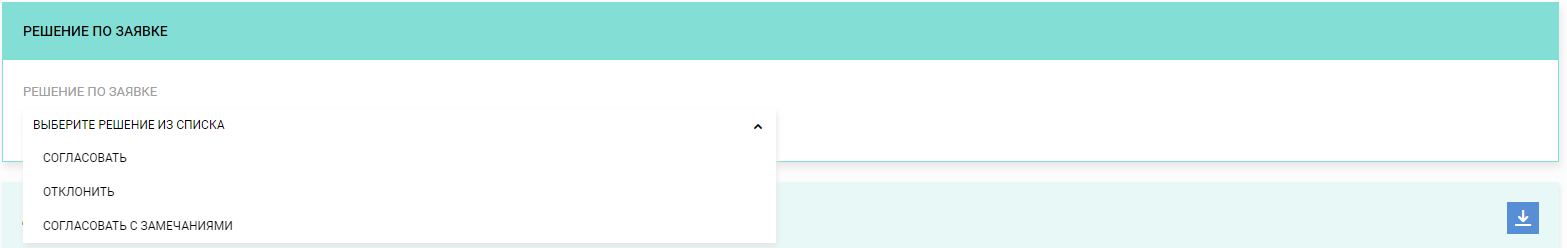 РЕШЕНИЕ ПО ЗАЯВКЕ
РЕШЕНИЕ ПО ЗАЯВКЕ
ВЫБЕРИТЕ РЕШЕНИЕ ИЗ СПИСКА
СОГЛАСОВАТЬ
ОТКЛОНИТЬ
СОГЛАСОВАТЬ С ЗАМЕЧАНИЯМИ